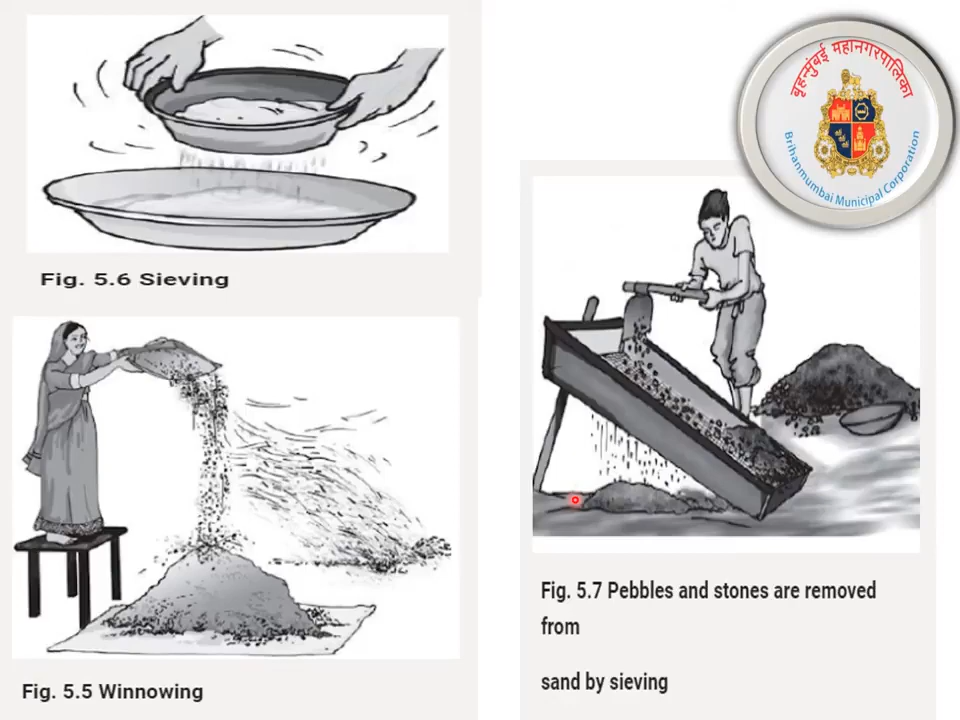 Fig. 5.6 Sieving
Fig. 5.5 Winnowing
बृहन्मुंबई महानगरपालिका
Brihanmumbai Municipal Corporation
Fig. 5.7 Pebbles and stones are removed
from
sand by sieving